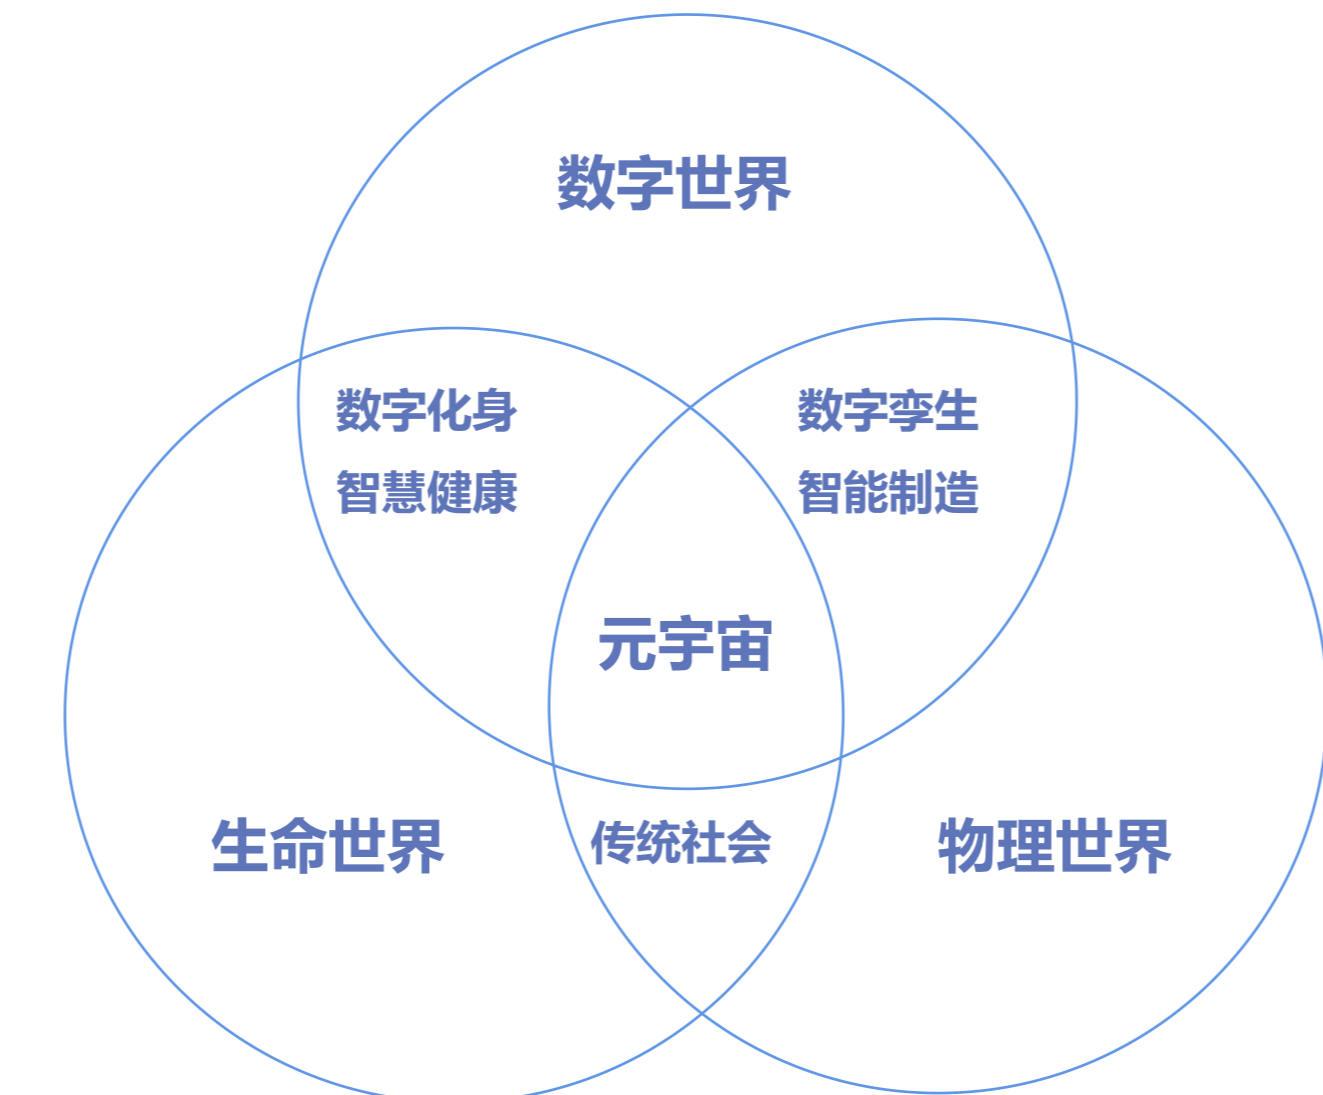 数字世界
数字化身
智慧健康
数字孪生
智能制造
元宇宙
生命世界
传统社会
物理世界